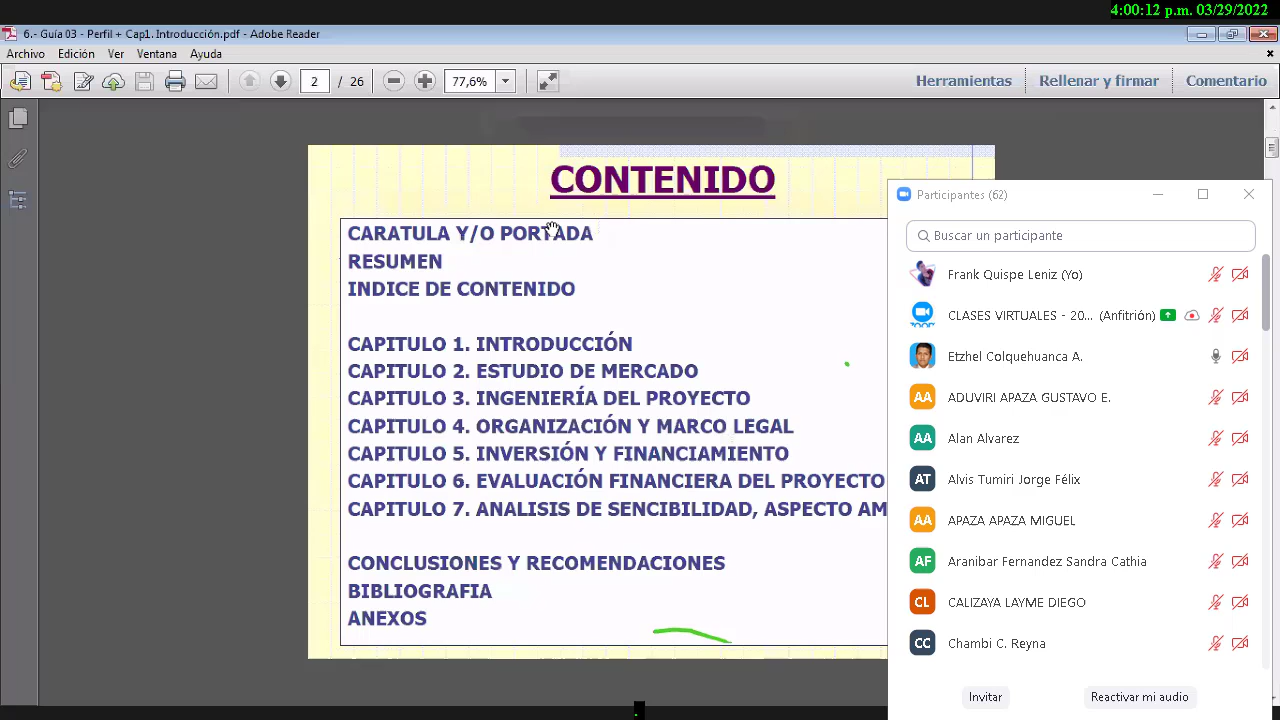 4:00:12 p.m. 03/29/2022
6.- Guía 03 - Perfil + Cap1. Introducción.pdf - Adobe Reader
Archivo Edición Ver Ventana Ayuda
2 / 26 77,6% Herramientas Rellenar y firmar Comentario
CONTENIDO
CARATULA Y/O PORTADA
RESUMEN
INDICE DE CONTENIDO
CAPITULO 1. INTRODUCCIÓN
CAPITULO 2. ESTUDIO DE MERCADO
CAPITULO 3. INGENIERÍA DEL PROYECTO
CAPITULO 4. ORGANIZACIÓN Y MARCO LEGAL
CAPITULO 5. INVERSIÓN Y FINANCIAMIENTO
CAPITULO 6. EVALUACIÓN FINANCIERA DEL PROYECTO
CAPITULO 7. ANALISIS DE SENCIBILIDAD, ASPECTO AM
CONCLUSIONES Y RECOMENDACIONES
BIBLIOGRAFIA
ANEXOS
Participantes (62)
Buscar un participante
Frank Quispe Leniz (Yo)
zoom CLASES VIRTUALES - 20... (Anfitrión)
Etzhel Colquehuanca A.
AA ADUVIRI APAZA GUSTAVO E.
AA Alan Alvarez
AT Alvis Tumiri Jorge Félix
AA APAZA APAZA MIGUEL
AF Aranibar Fernandez Sandra Cathia
CL CALIZAYA LAYME DIEGO
CC Chambi C. Reyna
Invitar Reactivar mi audio